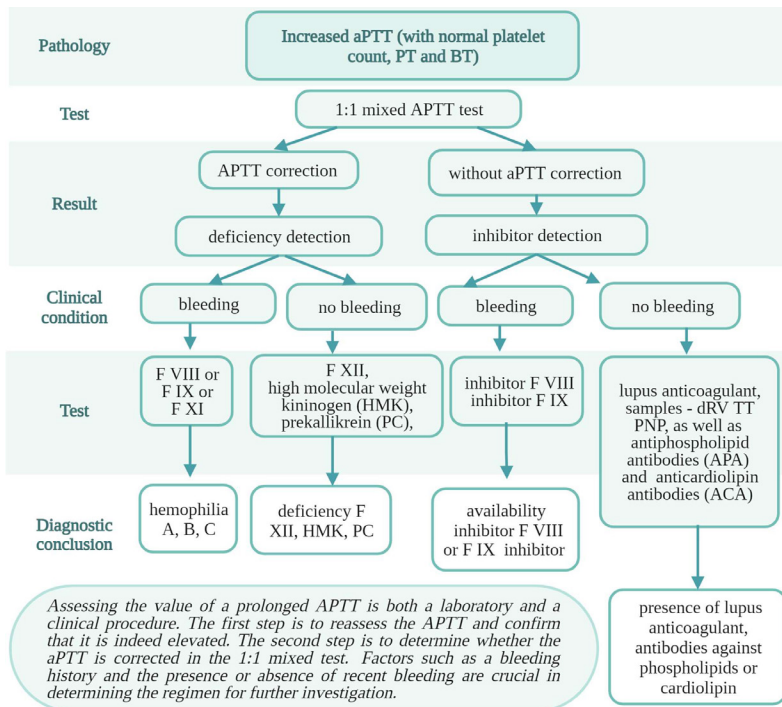 Pathology
Increased aPTT (with normal platelet
count, PT and BT)
Test
1:1 mixed APTT test
Result
APTT correction
without aPTT correction
deficiency detection
inhibitor detection
Clinical
condition
bleeding
no bleeding
bleeding
no bleeding
Test
F VIII or
F IX or
F XI
F XII,
high molecular weight
kininogen (HMK),
prekallikrein (PC),
inhibitor F VIII
inhibitor F IX
lupus anticoagulant,
samples - dRV TT
PNP, as well as
antiphospholipid
antibodies (APA)
and anticardiolipin
antibodies (ACA)
Diagnostic
conclusion
hemophilia
A, B, C
deficiency F
XII, HMK, PC
availability
inhibitor F VIII
or F IX inhibitor
presence of lupus
anticoagulant,
antibodies against
phospholipids or
cardiolipin
Assessing the value of a prolonged APTT is both a laboratory and a
clinical procedure. The first step is to reassess the APTT and confirm
that it is indeed elevated. The second step is to determine whether the
aPTT is corrected in the 1:1 mixed test. Factors such as a bleeding
history and the presence or absence of recent bleeding are crucial in
determining the regimen for further investigation.